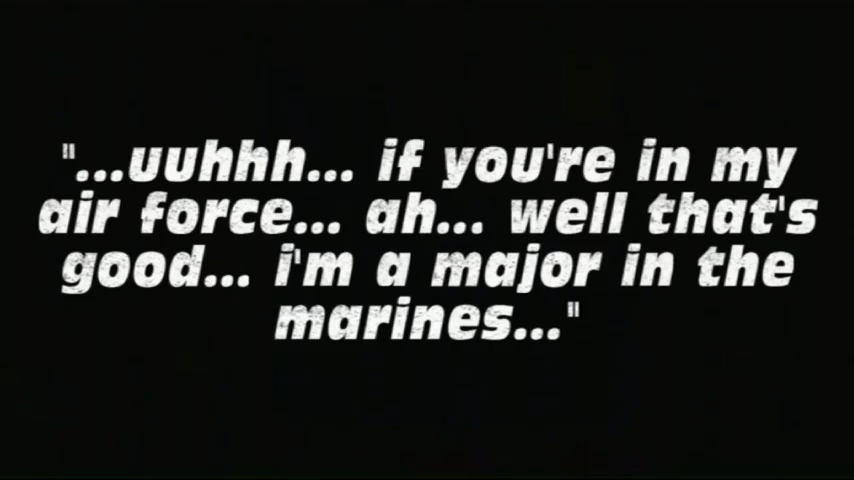 "...uuhhh... if you're in my
air force... ah... well that's
good... i'm a major in the
marines..."